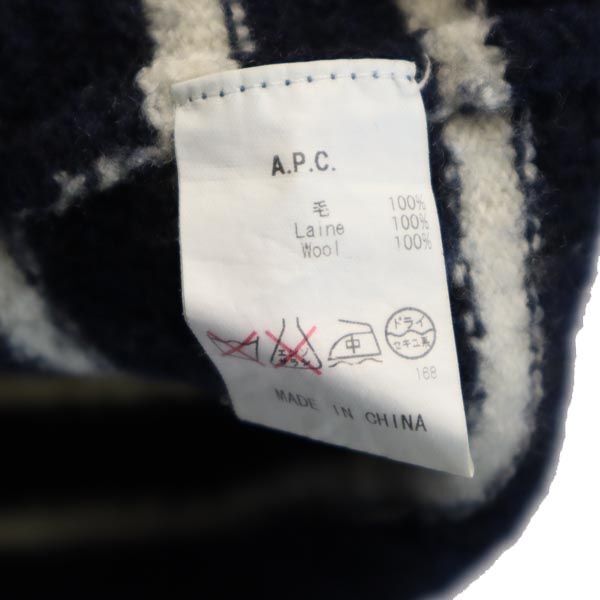 A.P.C.
毛 100%
Laine 100%
Wool 100%
中 ドライ
セキユ系
168
MADE IN CHINA